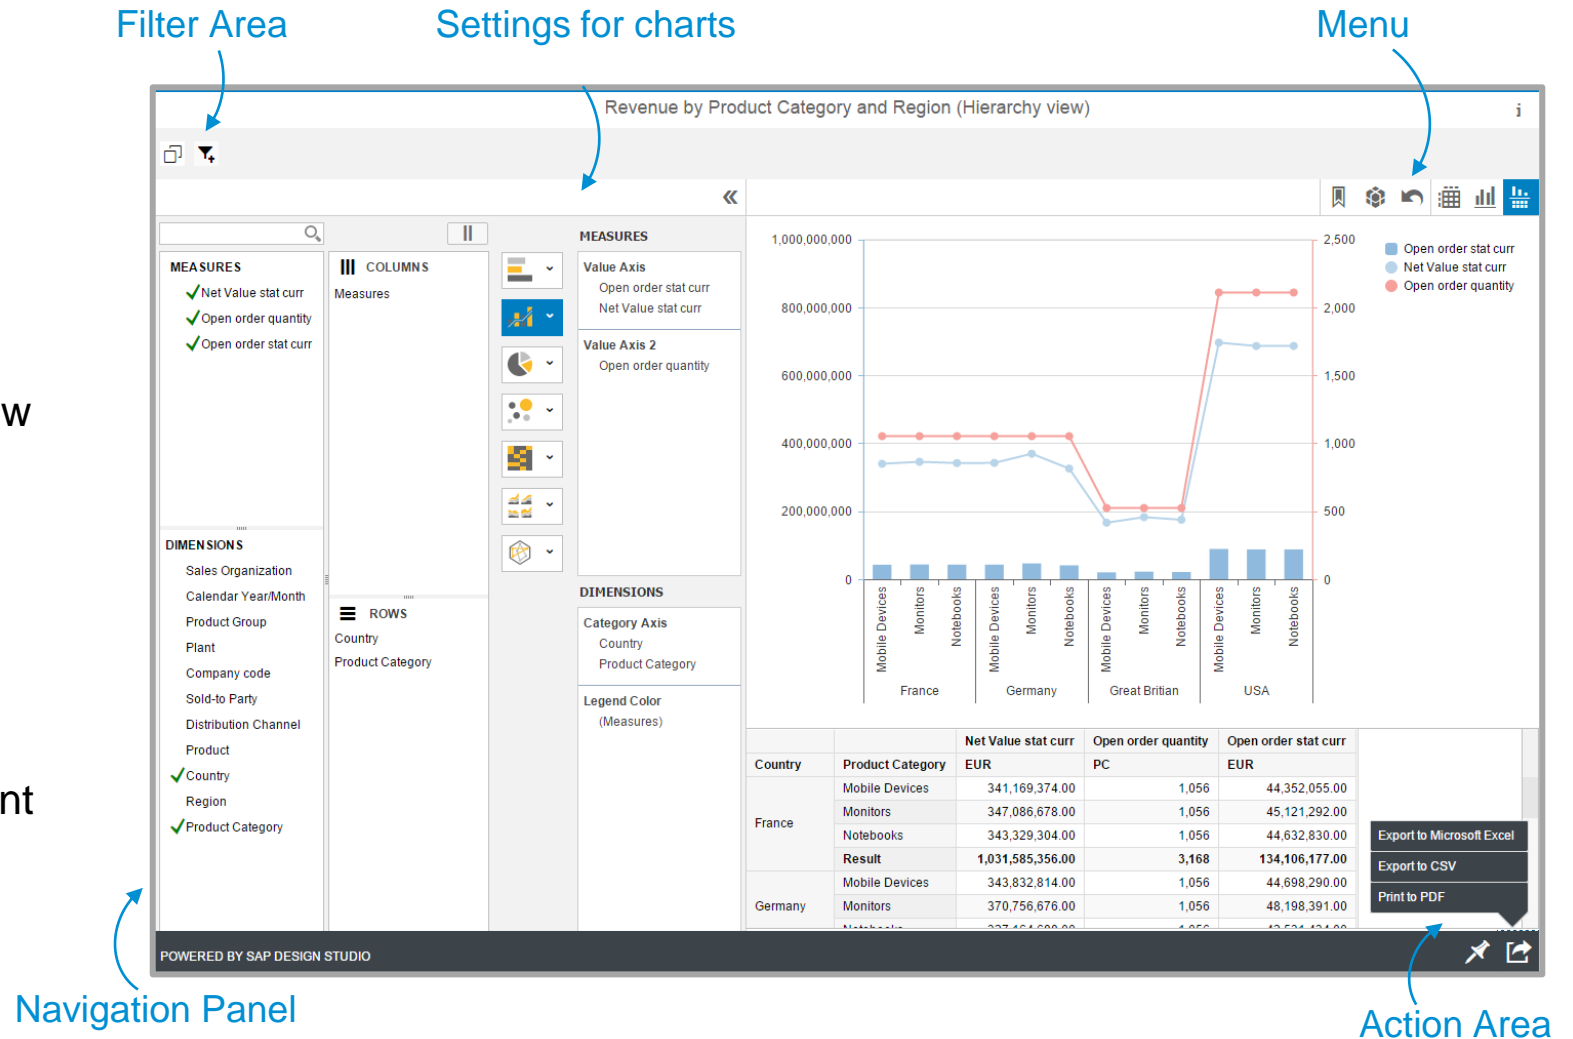 Filter Area
Settings for charts
Menu
Revenue by Product Category and Region (Hierarchy view)
i
MEASURES
Net Value stat curr
Open order quantity
Open order stat curr
DIMENSIONS
Sales Organization
Calendar Year/Month
Product Group
Plant
Company code
Sold-to Party
Distribution Channel
Product
Country
Region
Product Category
COLUMNS
Measures
ROWS
Country
Product Category
MEASURES
Value Axis
Open order stat curr
Net Value stat curr
Value Axis 2
Open order quantity
DIMENSIONS
Category Axis
Country
Product Category
Legend Color
(Measures)
1,000,000,000
800,000,000
600,000,000
400,000,000
200,000,000
0
2,500
2,000
1,500
1,000
500
0
Open order stat curr
Net Value stat curr
Open order quantity
Mobile Devices
Monitors
Notebooks
Mobile Devices
Monitors
Notebooks
Mobile Devices
Monitors
Notebooks
Mobile Devices
Monitors
Notebooks
France
Germany
Great Britian
USA
Net Value stat curr Open order quantity Open order stat curr
Country Product Category EUR PC EUR
France Mobile Devices 341,169,374.00 1,056 44,352,055.00
Monitors 347,086,678.00 1,056 45,121,292.00
Notebooks 343,329,304.00 1,056 44,632,830.00
Result 1,031,585,356.00 3,168 134,106,177.00
Germany Mobile Devices 343,832,814.00 1,056 44,698,290.00
Monitors 370,756,676.00 1,056 48,198,391.00
Export to Microsoft Excel
Export to CSV
Print to PDF
POWERED BY SAP DESIGN STUDIO
w
nt
Navigation Panel
Action Area